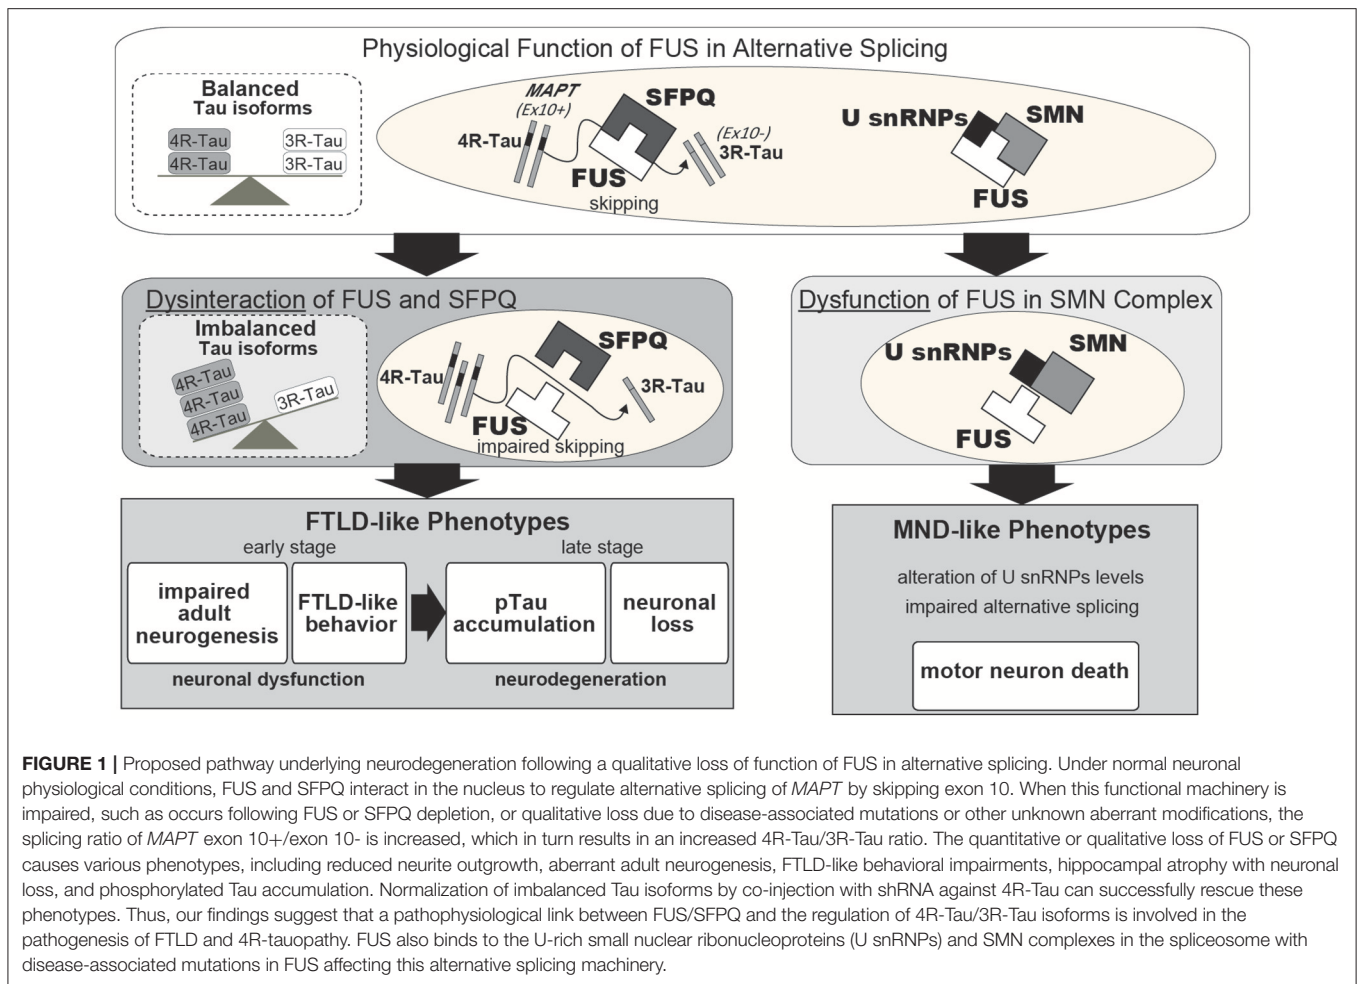 Physiological Function of FUS in Alternative Splicing
Balanced
Tau isoforms
4R-Tau
3R-Tau
4R-Tau
3R-Tau
MAPT
(Ex10+)
4R-Tau
SFPQ
FUS
skipping
(Ex10-)
3R-Tau
U snRNPs
SMN
FUS
Dysinteraction of FUS and SFPQ
Imbalanced
Tau isoforms
4R-Tau
4R-Tau
4R-Tau
3R-Tau
4R-Tau
SFPQ
3R-Tau
FUS
impaired skipping
Dysfunction of FUS in SMN Complex
U snRNPs
SMN
FUS
FTLD-like Phenotypes
early stage
late stage
impaired
adult
neurogenesis
FTLD-like
behavior
pTau
accumulation
neuronal
loss
neuronal dysfunction
neurodegeneration
MND-like Phenotypes
alteration of U snRNPs levels
impaired alternative splicing
motor neuron death
FIGURE 1 | Proposed pathway underlying neurodegeneration following a qualitative loss of function of FUS in alternative splicing. Under normal neuronal
physiological conditions, FUS and SFPQ interact in the nucleus to regulate alternative splicing of MAPT by skipping exon 10. When this functional machinery is
impaired, such as occurs following FUS or SFPQ depletion, or qualitative loss due to disease-associated mutations or other unknown aberrant modifications, the
splicing ratio of MAPT exon 10+/exon 10- is increased, which in turn results in an increased 4R-Tau/3R-Tau ratio. The quantitative or qualitative loss of FUS or SFPQ
causes various phenotypes, including reduced neurite outgrowth, aberrant adult neurogenesis, FTLD-like behavioral impairments, hippocampal atrophy with neuronal
loss, and phosphorylated Tau accumulation. Normalization of imbalanced Tau isoforms by co-injection with shRNA against 4R-Tau can successfully rescue these
phenotypes. Thus, our findings suggest that a pathophysiological link between FUS/SFPQ and the regulation of 4R-Tau/3R-Tau isoforms is involved in the
pathogenesis of FTLD and 4R-tauopathy. FUS also binds to the U-rich small nuclear ribonucleoproteins (U snRNPs) and SMN complexes in the spliceosome with
disease-associated mutations in FUS affecting this alternative splicing machinery.